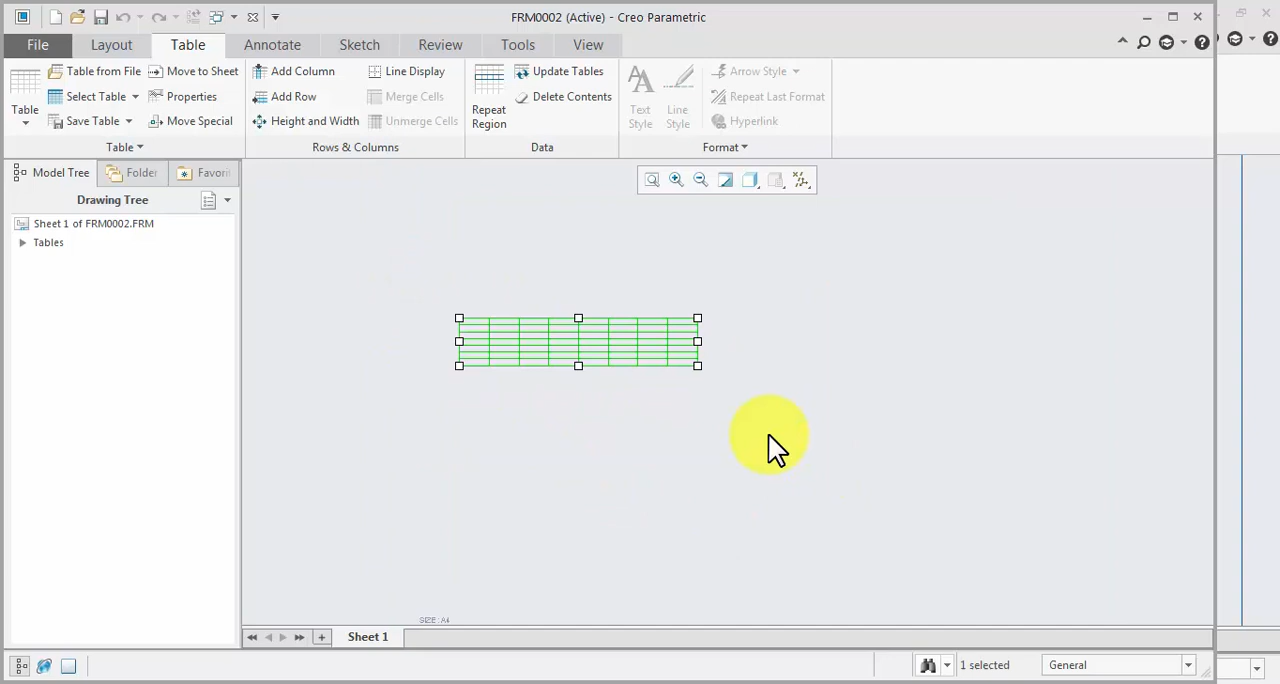 FRM0002 (Active) - Creo Parametric
File
Layout
Table
Annotate
Sketch
Review
Tools
View
Table
Table from File
Select Table
Save Table
Move to Sheet
Properties
Move Special
Table
Add Column
Add Row
Height and Width
Line Display
Merge Cells
Unmerge Cells
Rows & Columns
Repeat
Region
Update Tables
Delete Contents
Data
Text
Style
Line
Style
Arrow Style
Repeat Last Format
Hyperlink
Format
Model Tree
Folder
Favori
Drawing Tree
Sheet 1 of FRM0002.FRM
Tables
SIZE : A4
Sheet 1
1 selected
General